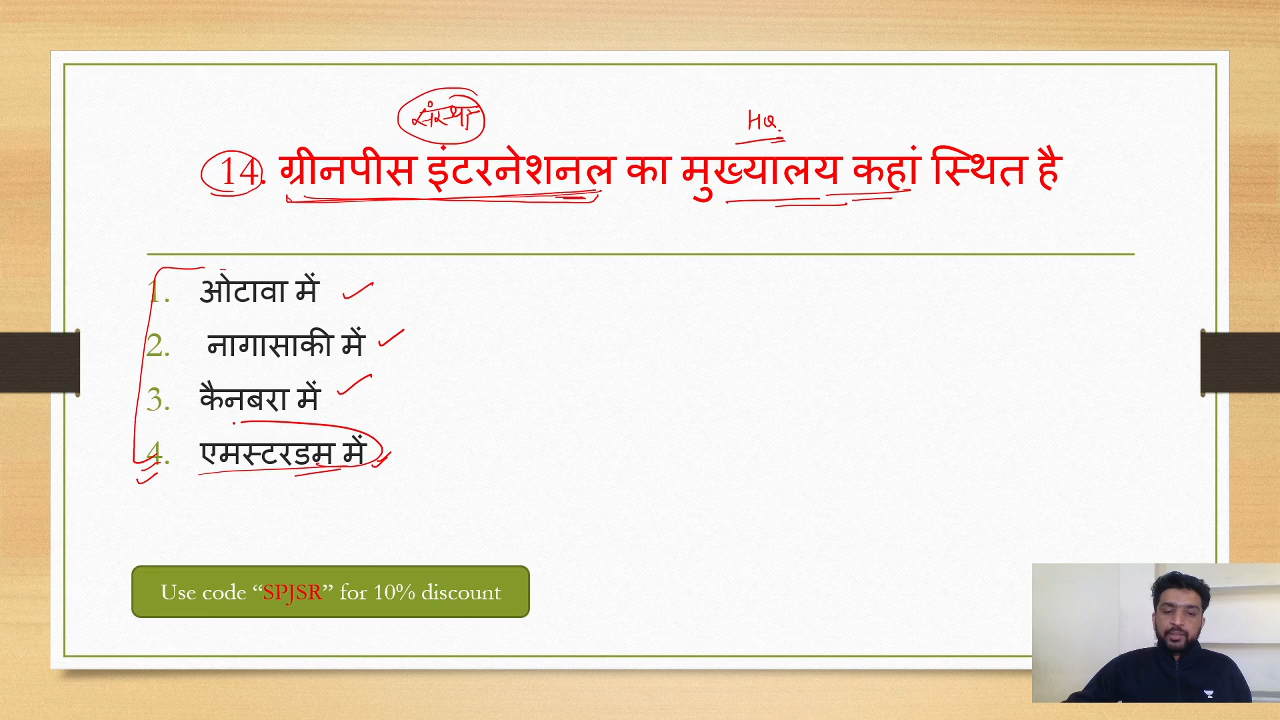 संस्था
HQ.
14. ग्रीनपीस इंटरनेशनल का मुख्यालय कहां स्थित है
1. ओटावा में
2. नागासाकी में
3. कैनबरा में
4. एमस्टरडम में
Use code “SPJSR” for 10% discount